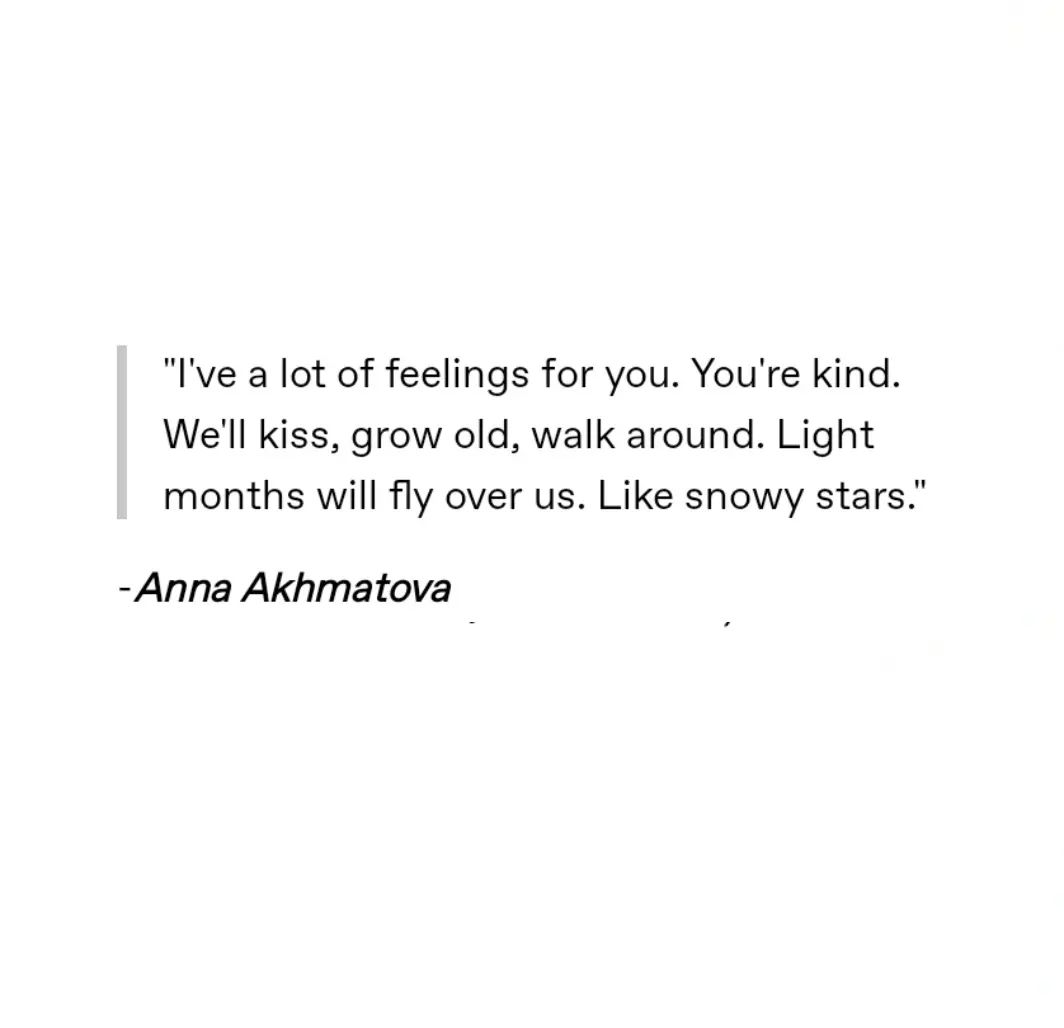 "I've a lot of feelings for you. You're kind.
We'll kiss, grow old, walk around. Light
months will fly over us. Like snowy stars."
-Anna Akhmatova